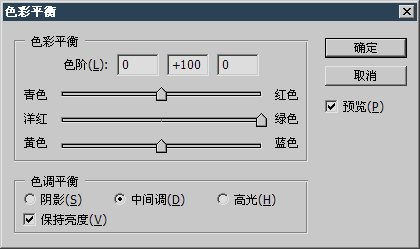 色彩平衡
色彩平衡
色阶(L): 0 +100 0
确定
取消
预览(P)
青色 红色
洋红 绿色
黄色 蓝色
色调平衡
阴影(S) 中间调(D) 高光(H)
保持亮度(V)